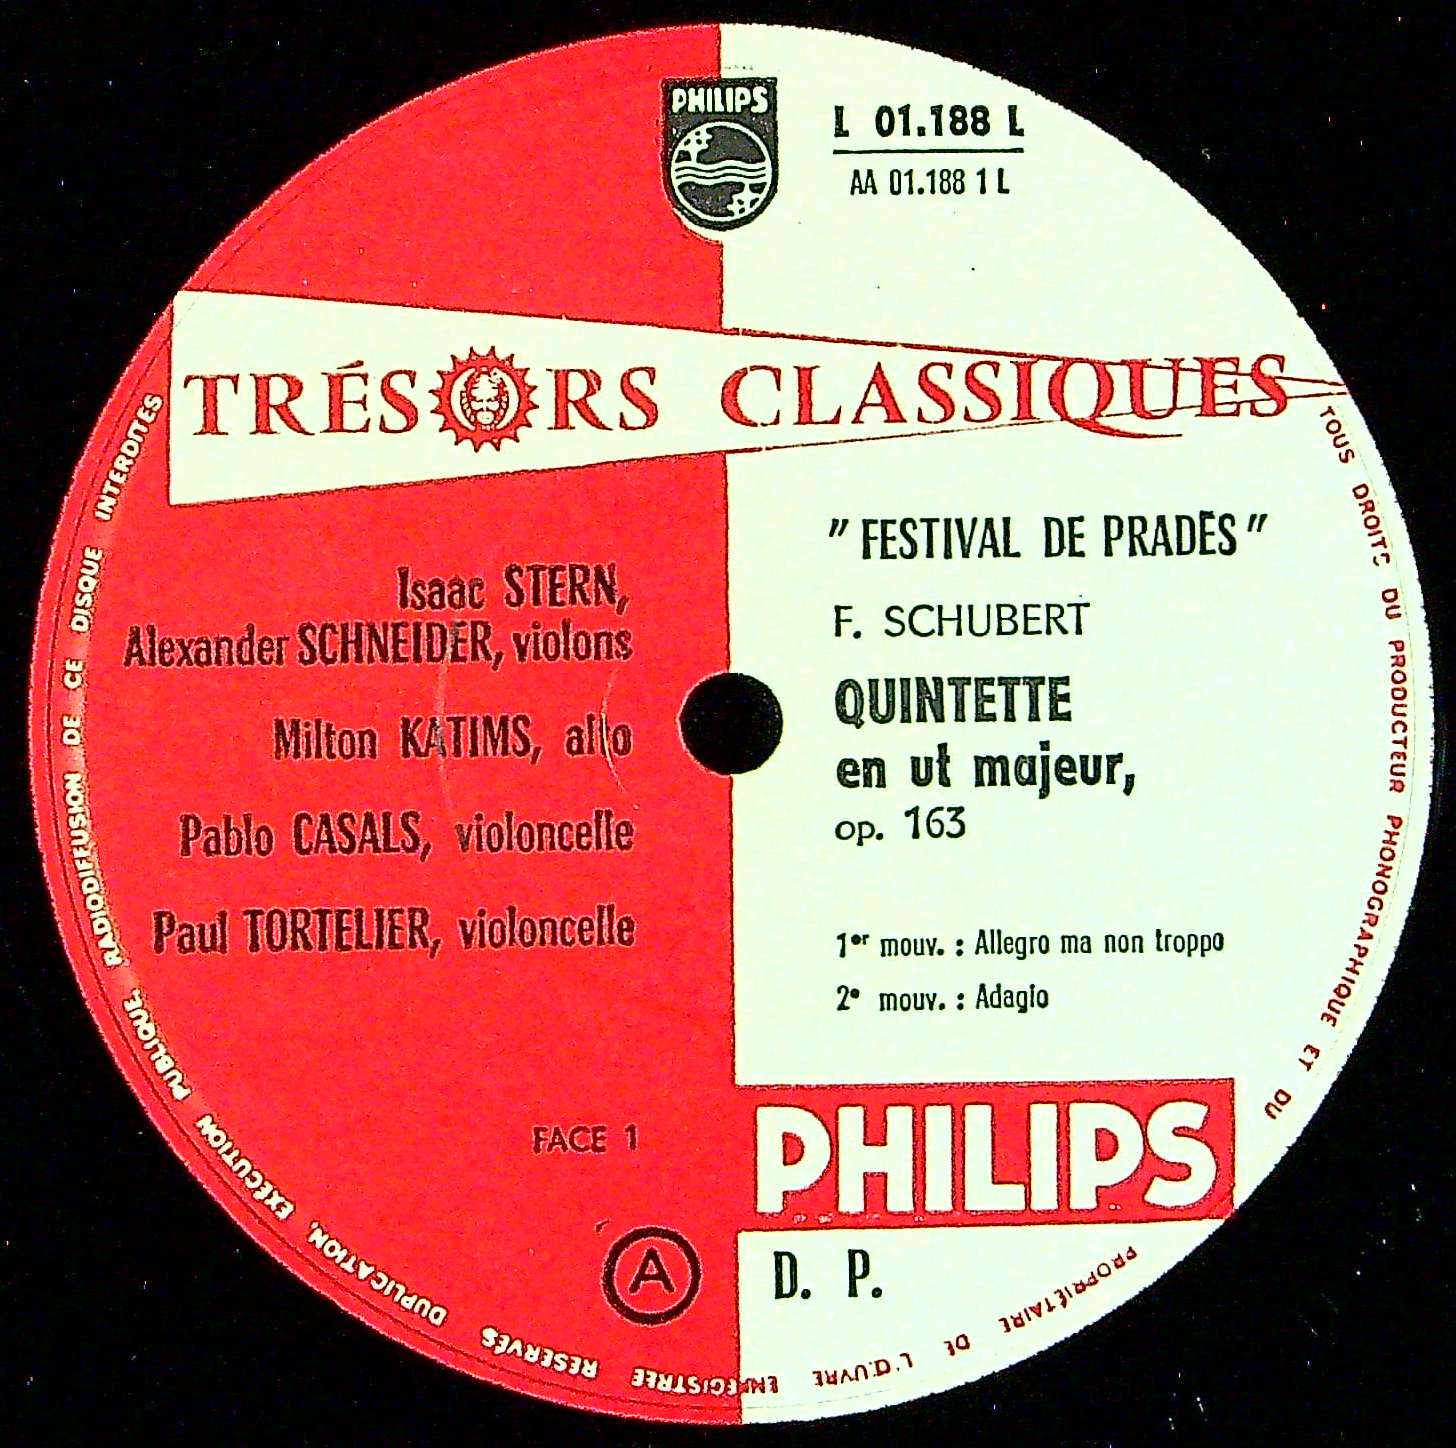 PHILIPS
L 01.188 L
AA 01.188 1 L
TRÉSORS CLASSIQUES
Isaac STERN,
Alexander SCHNEIDER, violons
Milton KATIMS, alto
Pablo CASALS, violoncelle
Paul TORTELIER, violoncelle
FACE 1
A
"FESTIVAL DE PRADES"
F. SCHUBERT
QUINTETTE
en ut majeur,
op. 163
1er mouv. : Allegro ma non troppo
2e mouv. : Adagio
PHILIPS
D. P.
TOUS DROITS DU PRODUCTEUR PHONOGRAPHIQUE ET DU PROPRIÉTAIRE DE L'ŒUVRE ENREGISTREE RESERVÉS DUPLICATION, EXÉCUTION PUBLIQUE, RADIODIFFUSION DE CE DISQUE INTERDITES